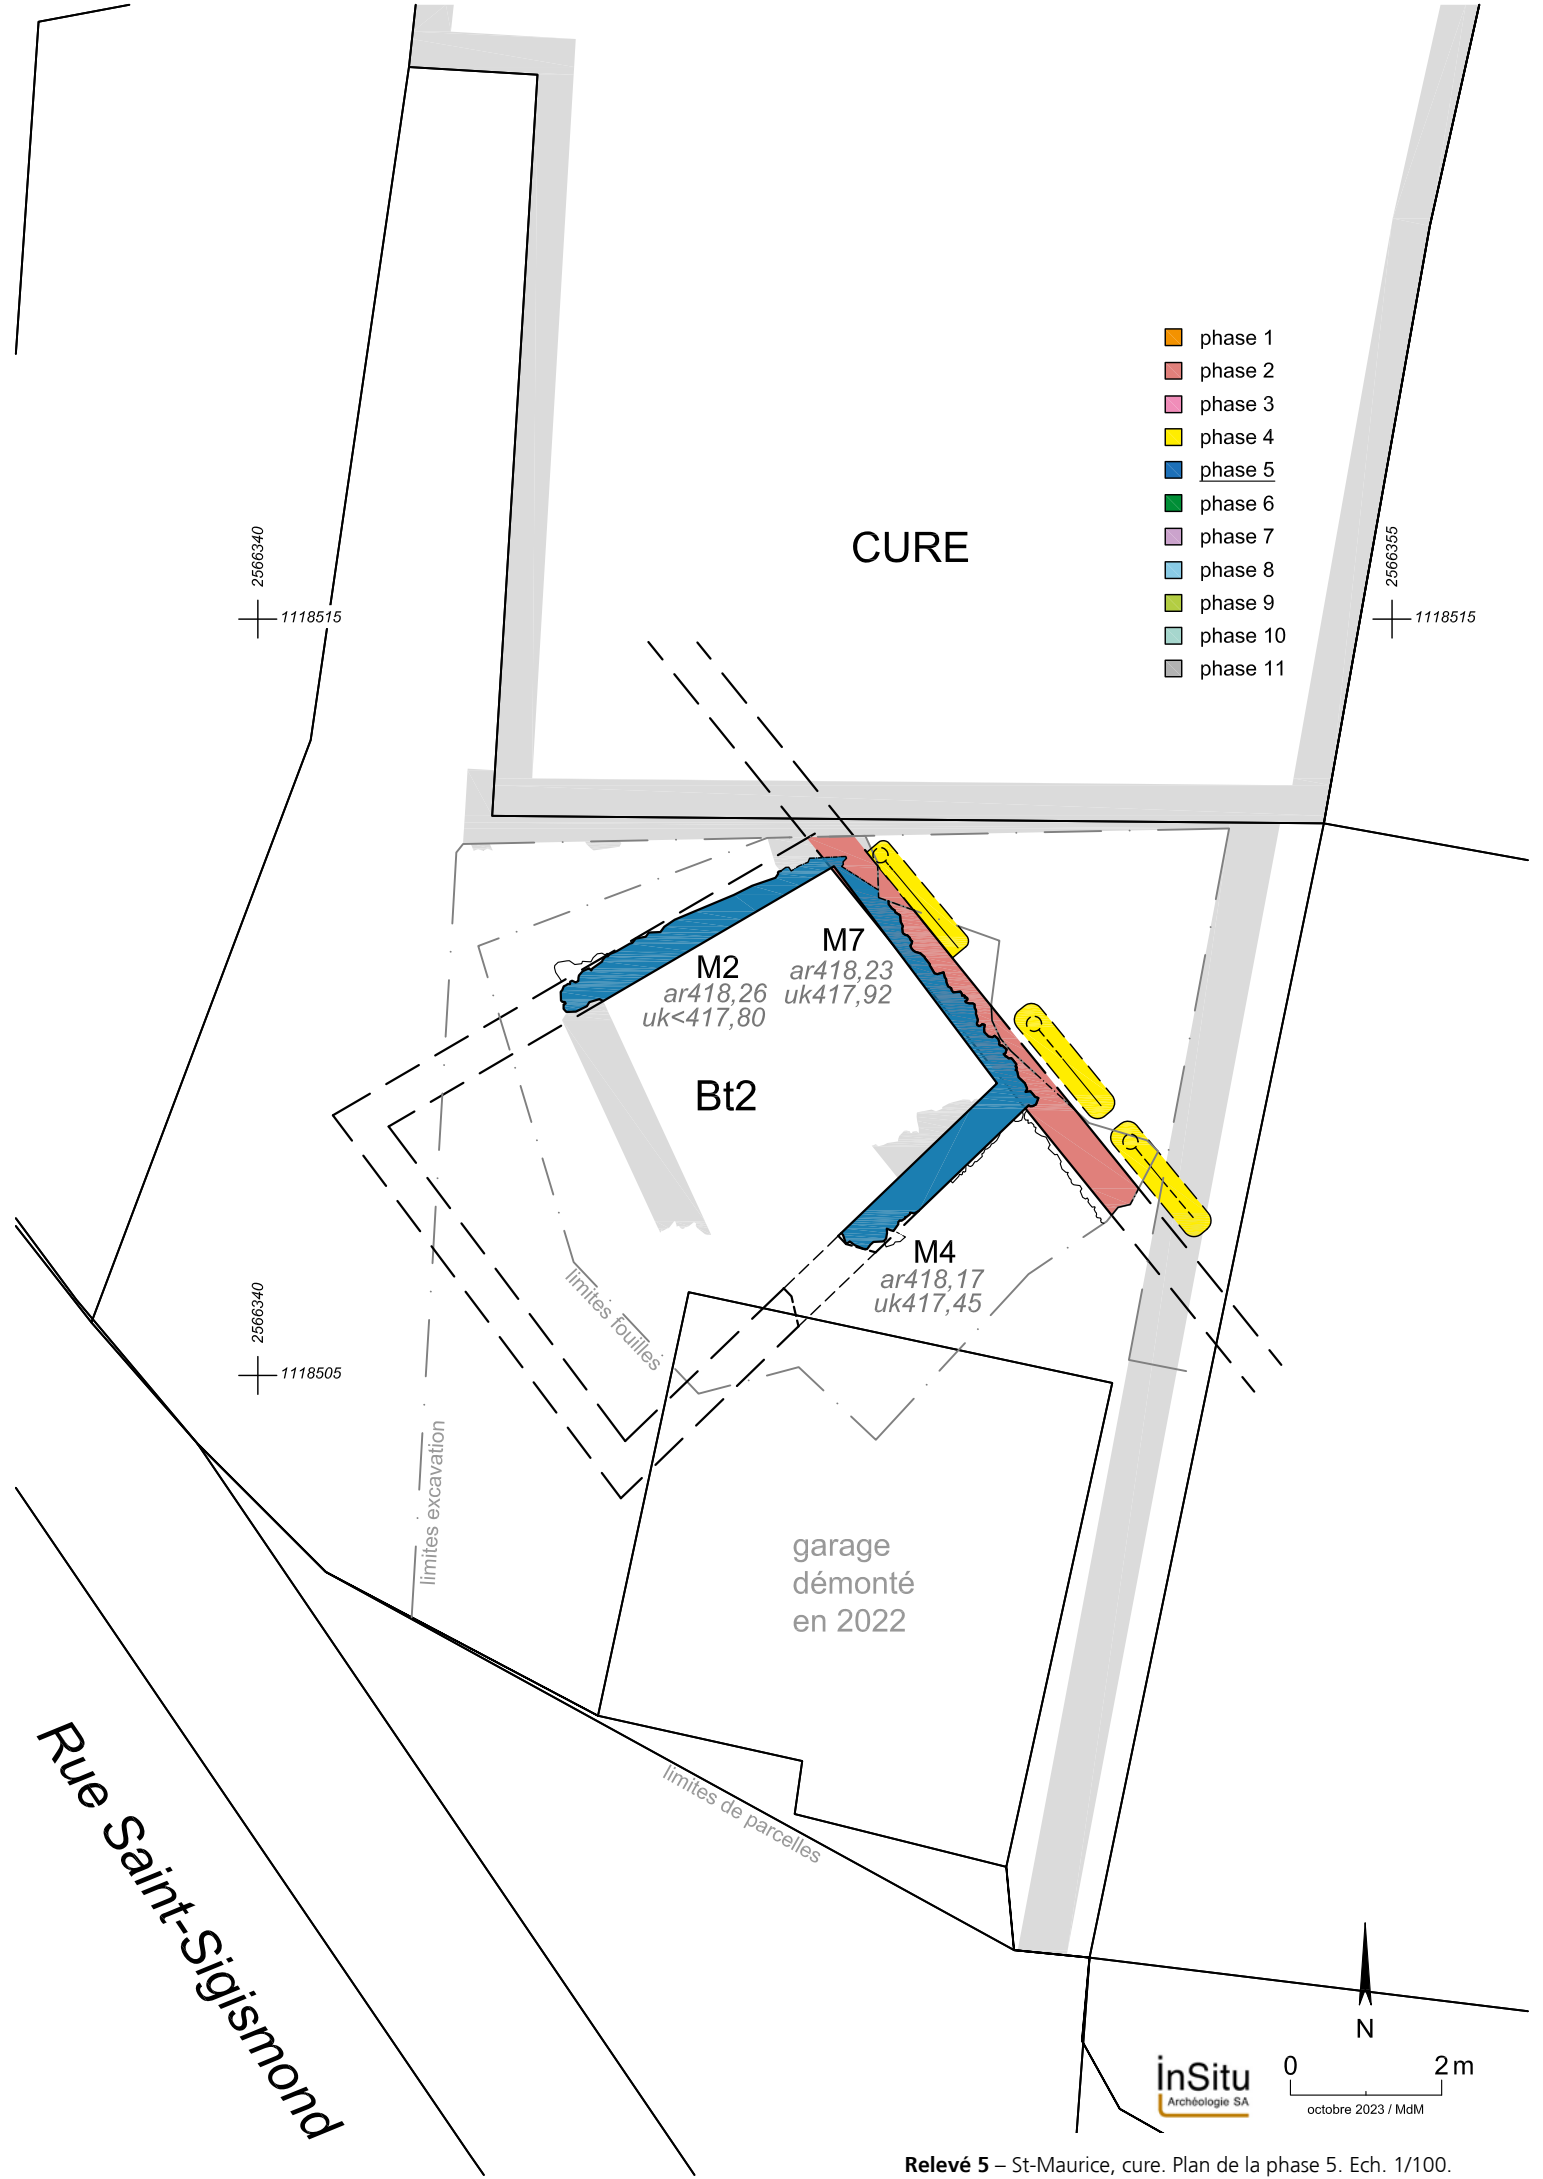 phase 1
phase 2
phase 3
phase 4
phase 5
phase 6
phase 7
phase 8
phase 9
phase 10
phase 11
CURE
2566340
1118515
2566355
1118515
M7
ar418,23
uk417,92
M2
ar418,26
uk<417,80
Bt2
M4
ar418,17
uk417,45
limites fouilles
2566340
1118505
limites excavation
garage
démonté
en 2022
limites de parcelles
Rue Saint-Sigismond
N
inSitu
Archéologie SA
0 2 m
octobre 2023 / MdM
Relevé 5 – St-Maurice, cure. Plan de la phase 5. Ech. 1/100.